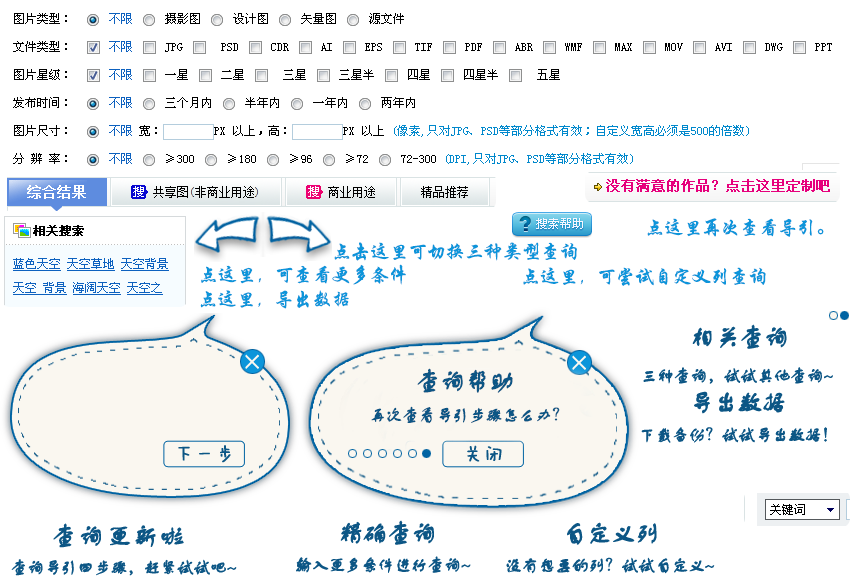 图片类型： 不限 摄影图 设计图 矢量图 源文件
文件类型： 不限 JPG PSD CDR AI EPS TIF PDF ABR WMF MAX MOV AVI DWG PPT
图片星级： 不限 一星 二星 三星 三星半 四星 四星半 五星
发布时间： 不限 三个月内 半年内 一年内 两年内
图片尺寸： 不限 宽： PX 以上，高： PX 以上 (像素,只对JPG、PSD等部分格式有效；自定义宽高必须是500的倍数)
分 辨 率： 不限 ≥300 ≥180 ≥96 ≥72 72-300 (DPI,只对JPG、PSD等部分格式有效)
综合结果 搜 共享图(非商业用途) 搜 商业用途 精品推荐 没有满意的作品？点击这里定制吧
相关搜索
蓝色天空 天空草地 天空背景
天空 背景 海阔天空 天空之
? 搜索帮助
点这里再次查看导引。
点击这里可切换三种类型查询
点这里，可查看更多条件
点这里，可尝试自定义列查询
点这里，导出数据
下一步
查询帮助
再次查看导引步骤怎么办？
关闭
相关查询
三种查询，试试其他查询~
导出数据
下载备份？试试导出数据！
关键词
查询更新啦
查询导引四步骤，赶紧试试吧~
精确查询
输入更多条件进行查询~
自定义列
没有想要的列？试试自定义~